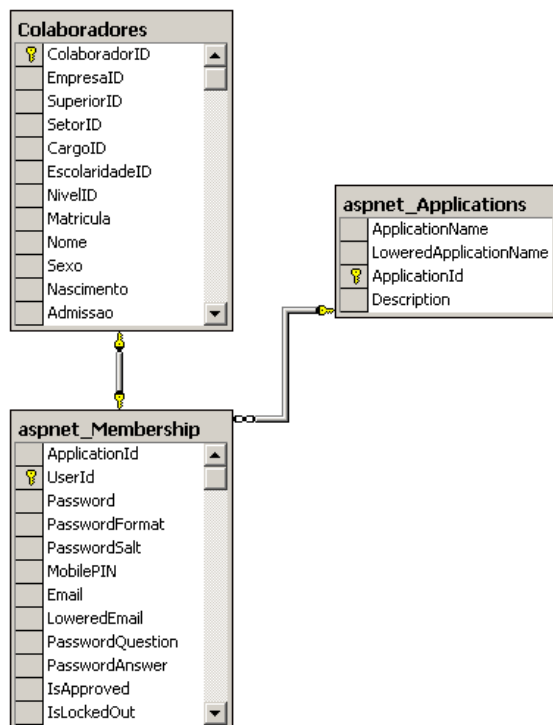 Colaboradores
ColaboradorID
EmpresaID
SuperiorID
SetorID
CargoID
EscolaridadeID
NivelID
Matricula
Nome
Sexo
Nascimento
Admissao
aspnet_Applications
ApplicationName
LoweredApplicationName
ApplicationId
Description
aspnet_Membership
ApplicationId
UserId
Password
PasswordFormat
PasswordSalt
MobilePIN
Email
LoweredEmail
PasswordQuestion
PasswordAnswer
IsApproved
IsLockedOut